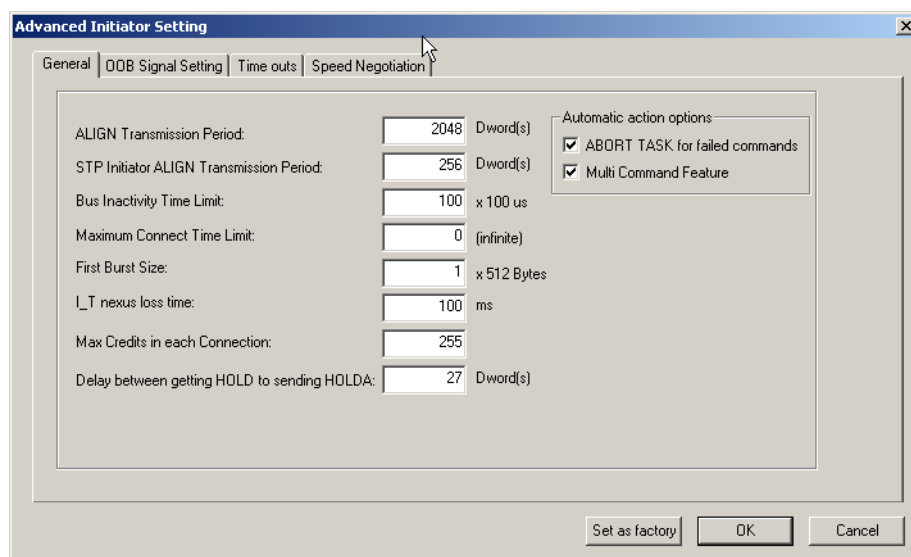 Advanced Initiator Setting
General
OOB Signal Setting
Time outs
Speed Negotiation
ALIGN Transmission Period: 2048 Dword(s)
STP Initiator ALIGN Transmission Period: 256 Dword(s)
Bus Inactivity Time Limit: 100 x 100 us
Maximum Connect Time Limit: 0 (infinite)
First Burst Size: 1 x 512 Bytes
I_T nexus loss time: 100 ms
Max Credits in each Connection: 255
Delay between getting HOLD to sending HOLDA: 27 Dword(s)
Automatic action options
ABORT TASK for failed commands
Multi Command Feature
Set as factory
OK
Cancel